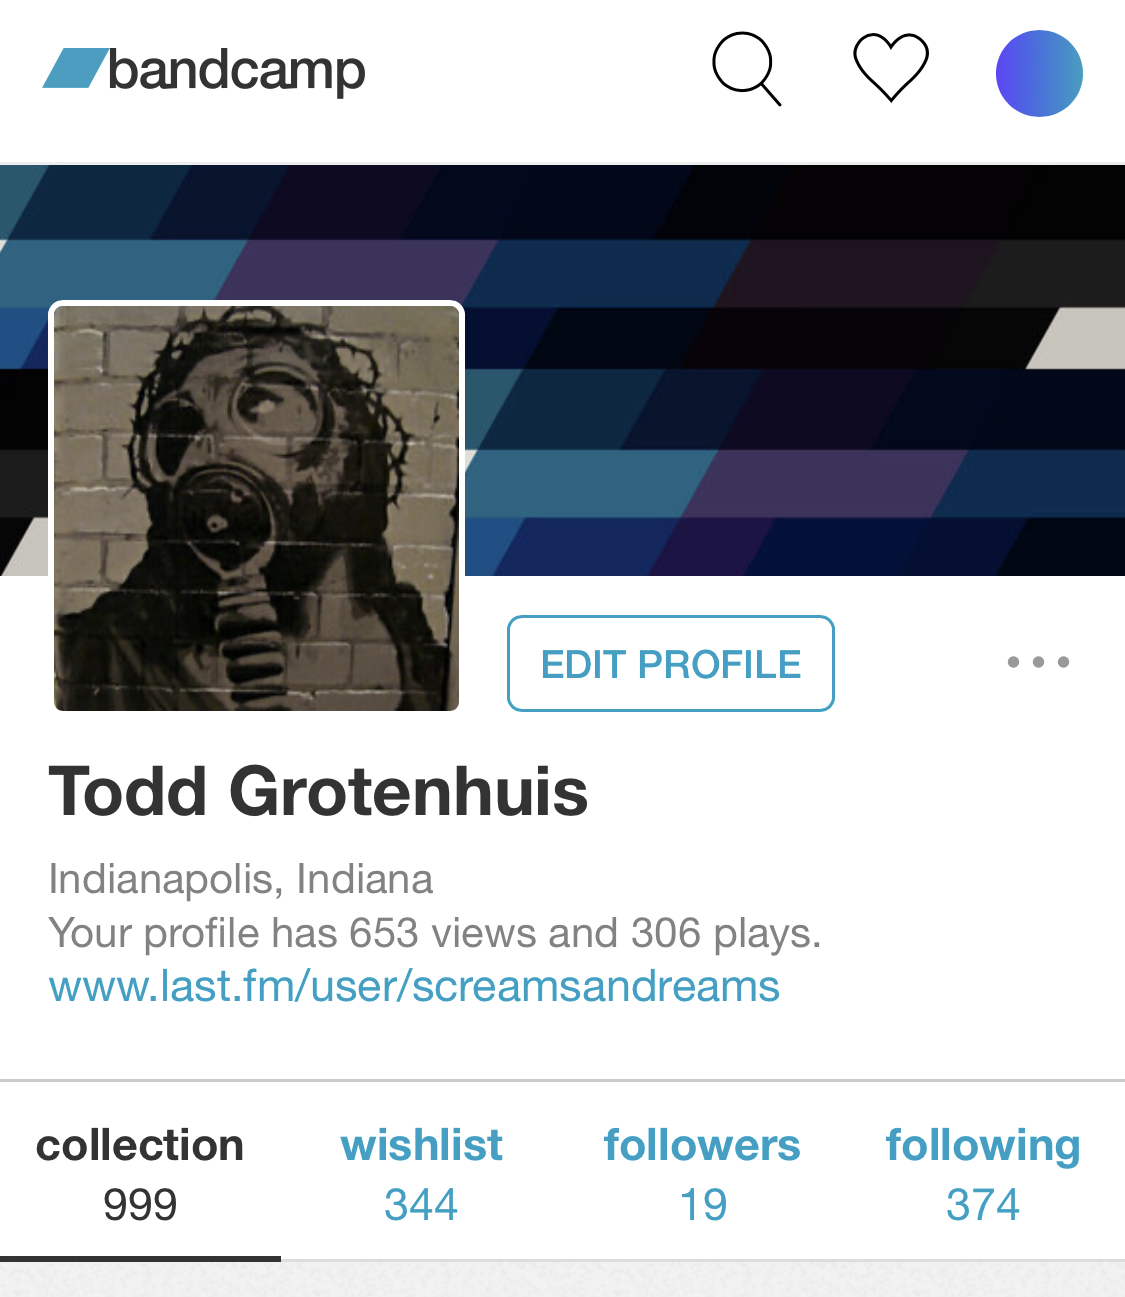 bandcamp
EDIT PROFILE
Todd Grotenhuis
Indianapolis, Indiana
Your profile has 653 views and 306 plays.
www.last.fm/user/screamsandreams
collection wishlist followers following
999 344 19 374